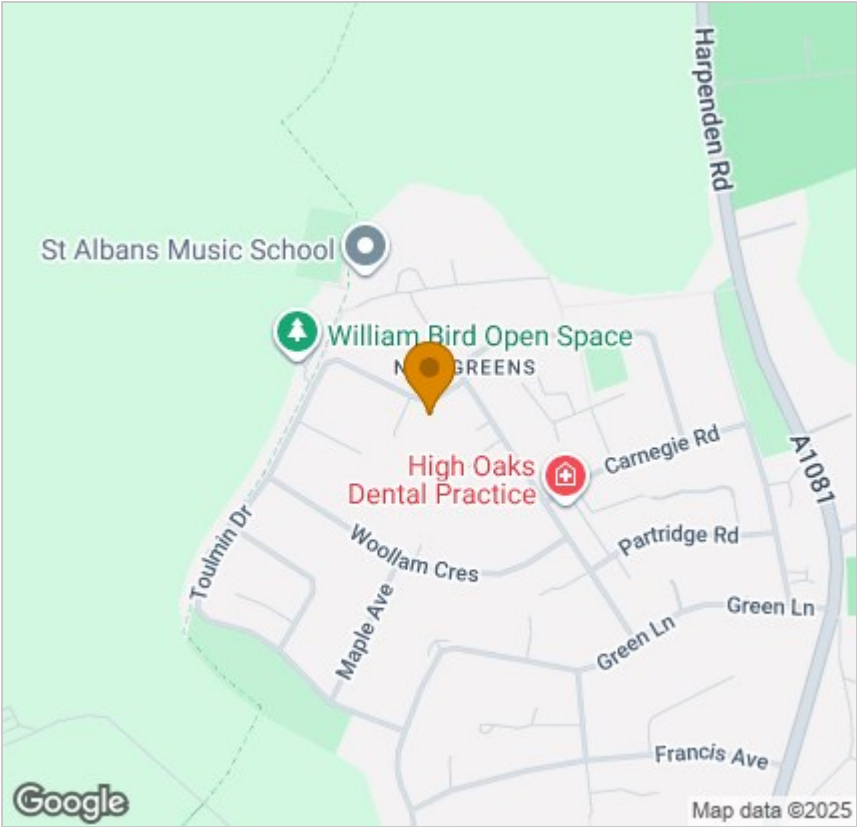 Harpenden Rd
St Albans Music School
William Bird Open Space
GREENS
Carnegie Rd
A1081
High Oaks
Dental Practice
Toulmin Dr
Woollam Cres
Partridge Rd
Maple Ave
Green Ln
Green Ln
Francis Ave
Google
Map data ©2025